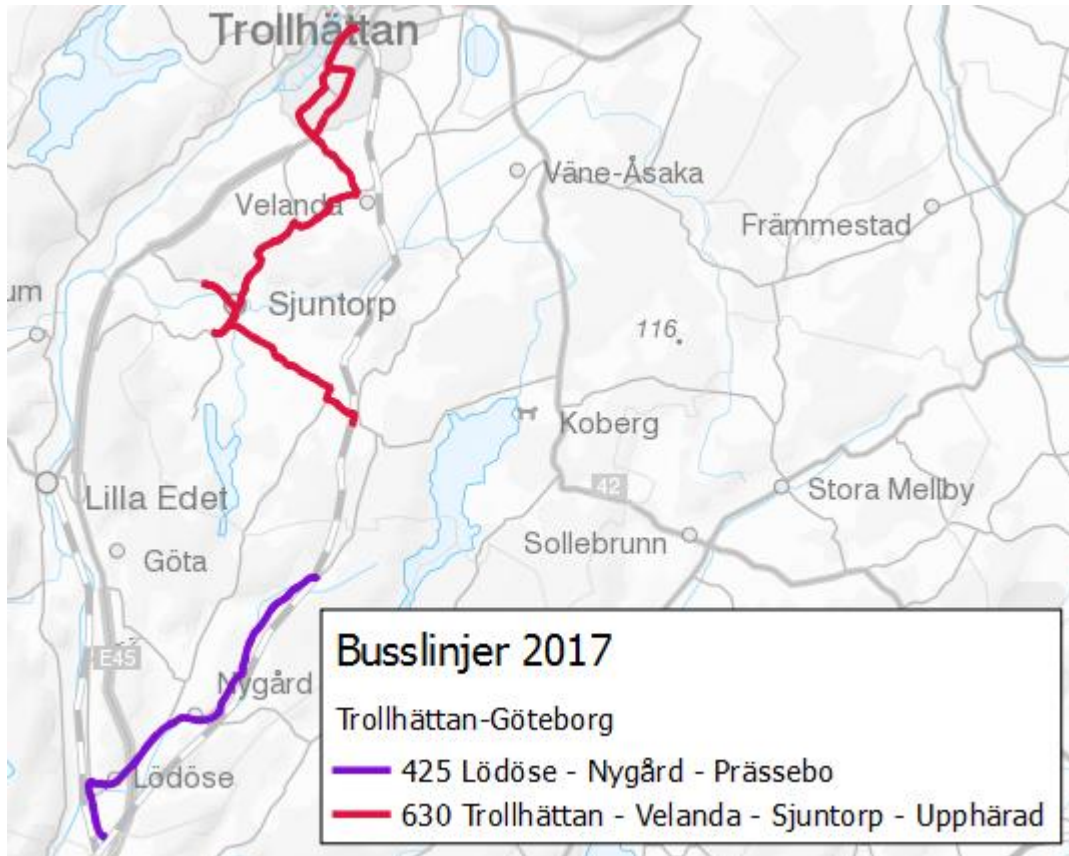 Trollhättan
Väne-Åsaka
Velanda
Främmestad
um
Sjuntorp
116
Koberg
42
Stora Mellby
Lilla Edet
Sollebrunn
Göta
E45
Nygård
Lödöse
Busslinjer 2017
Trollhättan-Göteborg
425 Lödöse - Nygård - Prässebo
630 Trollhättan - Velanda - Sjuntorp - Upphärad